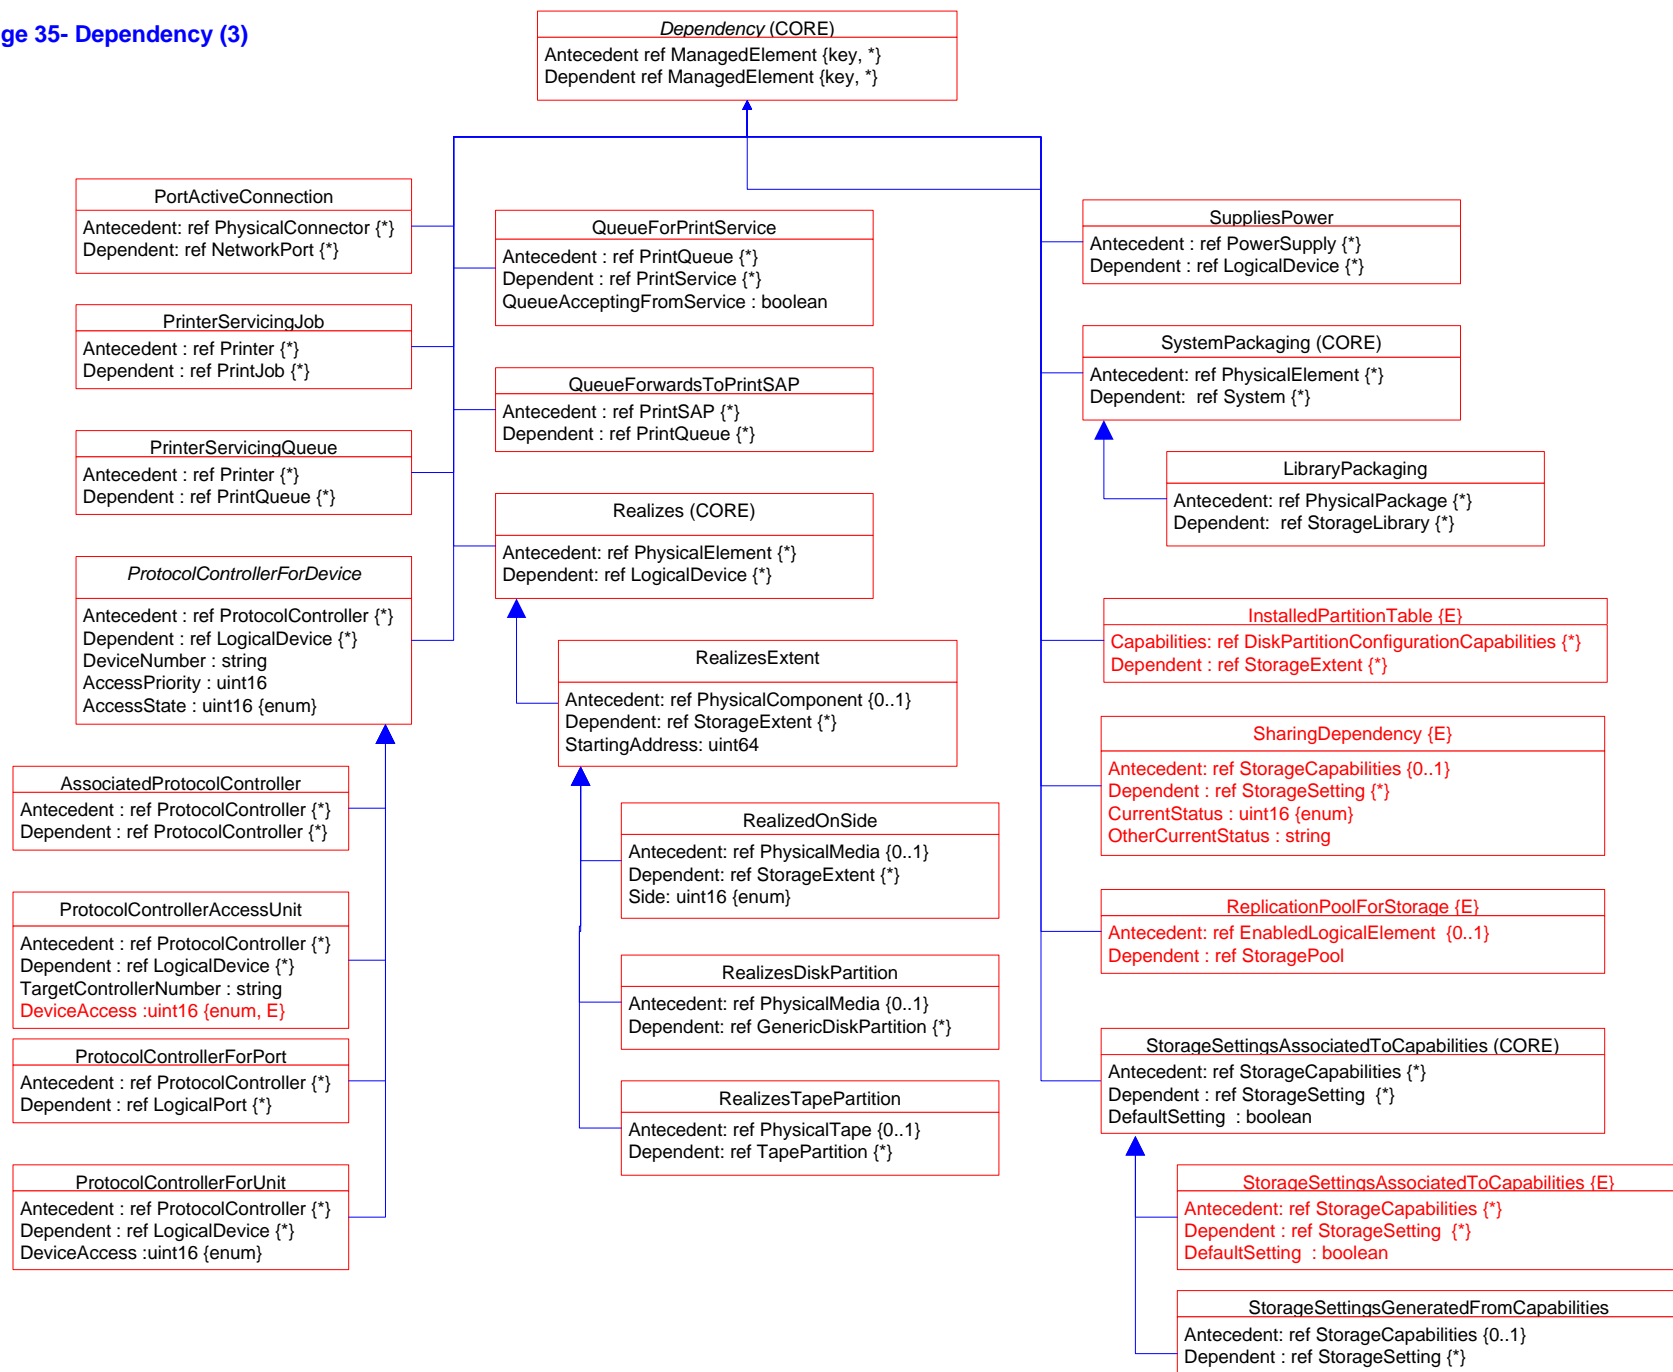 ge 35- Dependency (3)
Dependency (CORE)
Antecedent ref ManagedElement {key, *}
Dependent ref ManagedElement {key, *}
PortActiveConnection
Antecedent: ref PhysicalConnector {*}
Dependent: ref NetworkPort {*}
PrinterServicingJob
Antecedent : ref Printer {*}
Dependent : ref PrintJob {*}
PrinterServicingQueue
Antecedent : ref Printer {*}
Dependent : ref PrintQueue {*}
ProtocolControllerForDevice
Antecedent : ref ProtocolController {*}
Dependent : ref LogicalDevice {*}
DeviceNumber : string
AccessPriority : uint16
AccessState : uint16 {enum}
AssociatedProtocolController
Antecedent : ref ProtocolController {*}
Dependent : ref ProtocolController {*}
ProtocolControllerAccessUnit
Antecedent : ref ProtocolController {*}
Dependent : ref LogicalDevice {*}
TargetControllerNumber : string
DeviceAccess :uint16 {enum, E}
ProtocolControllerForPort
Antecedent : ref ProtocolController {*}
Dependent : ref LogicalPort {*}
ProtocolControllerForUnit
Antecedent : ref ProtocolController {*}
Dependent : ref LogicalDevice {*}
DeviceAccess :uint16 {enum}
QueueForPrintService
Antecedent : ref PrintQueue {*}
Dependent : ref PrintService {*}
QueueAcceptingFromService : boolean
QueueForwardsToPrintSAP
Antecedent : ref PrintSAP {*}
Dependent : ref PrintQueue {*}
Realizes (CORE)
Antecedent: ref PhysicalElement {*}
Dependent: ref LogicalDevice {*}
RealizesExtent
Antecedent: ref PhysicalComponent {0..1}
Dependent: ref StorageExtent {*}
StartingAddress: uint64
RealizedOnSide
Antecedent: ref PhysicalMedia {0..1}
Dependent: ref StorageExtent {*}
Side: uint16 {enum}
RealizesDiskPartition
Antecedent: ref PhysicalMedia {0..1}
Dependent: ref GenericDiskPartition {*}
RealizesTapePartition
Antecedent: ref PhysicalTape {0..1}
Dependent: ref TapePartition {*}
SuppliesPower
Antecedent : ref PowerSupply {*}
Dependent : ref LogicalDevice {*}
SystemPackaging (CORE)
Antecedent: ref PhysicalElement {*}
Dependent:  ref System {*}
LibraryPackaging
Antecedent: ref PhysicalPackage {*}
Dependent:  ref StorageLibrary {*}
InstalledPartitionTable {E}
Capabilities: ref DiskPartitionConfigurationCapabilities {*}
Dependent : ref StorageExtent {*}
SharingDependency {E}
Antecedent: ref StorageCapabilities {0..1}
Dependent : ref StorageSetting {*}
CurrentStatus : uint16 {enum}
OtherCurrentStatus : string
ReplicationPoolForStorage {E}
Antecedent: ref EnabledLogicalElement  {0..1}
Dependent : ref StoragePool
StorageSettingsAssociatedToCapabilities (CORE)
Antecedent: ref StorageCapabilities {*}
Dependent : ref StorageSetting  {*}
DefaultSetting  : boolean
StorageSettingsAssociatedToCapabilities {E}
Antecedent: ref StorageCapabilities {*}
Dependent : ref StorageSetting  {*}
DefaultSetting  : boolean
StorageSettingsGeneratedFromCapabilities
Antecedent: ref StorageCapabilities {0..1}
Dependent : ref StorageSetting {*}